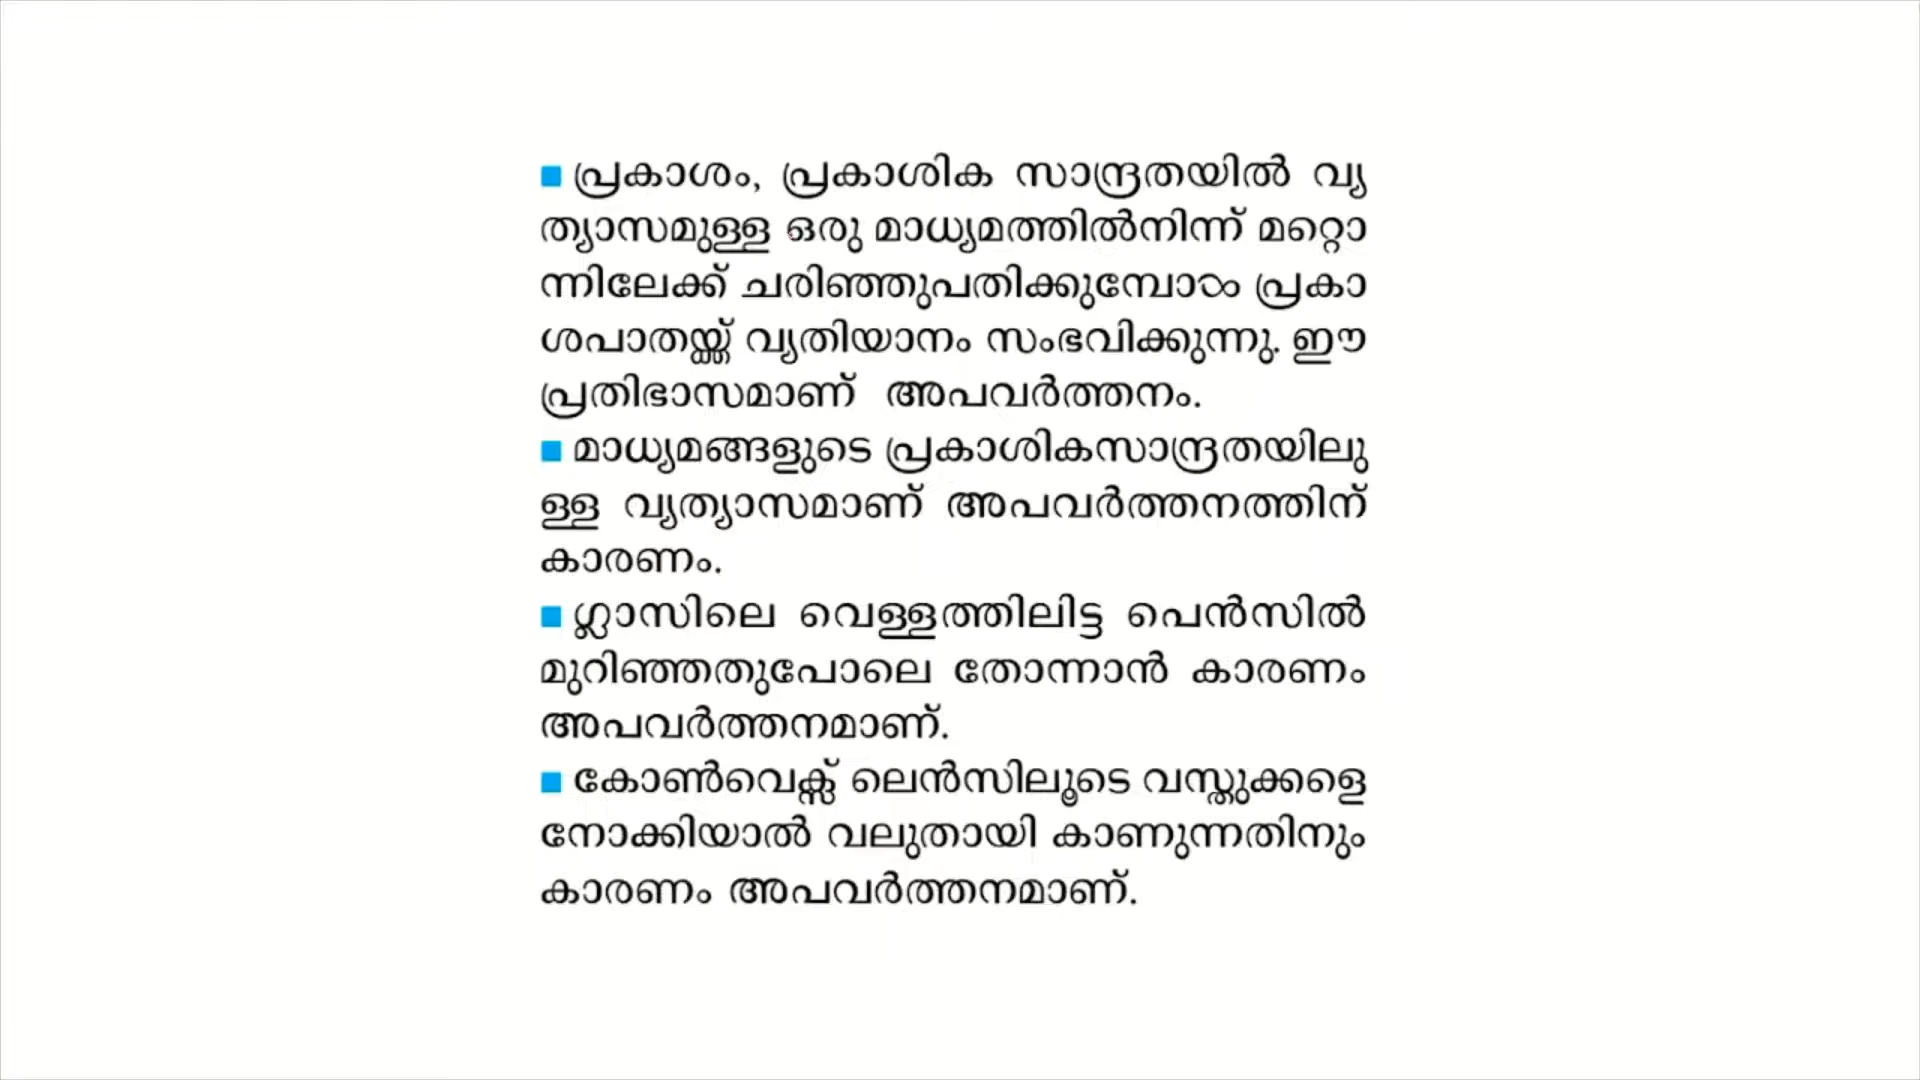 ■ പ്രകാശം, പ്രകാശിക സാന്ദ്രതയിൽ വ്യ
ത്യാസമുള്ള ഒരു മാധ്യമത്തിൽനിന്ന് മറ്റൊ
ന്നിലേക്ക് ചരിഞ്ഞുപതിക്കുമ്പോൾ പ്രകാ
ശപാതയ്ക്ക് വ്യതിയാനം സംഭവിക്കുന്നു. ഈ
പ്രതിഭാസമാണ് അപവർത്തനം.
■ മാധ്യമങ്ങളുടെ പ്രകാശികസാന്ദ്രതയിലു
ള്ള വ്യത്യാസമാണ് അപവർത്തനത്തിന്
കാരണം.
■ ഗ്ലാസിലെ വെള്ളത്തിലിട്ട പെൻസിൽ
മുറിഞ്ഞതുപോലെ തോന്നാൻ കാരണം
അപവർത്തനമാണ്.
■ കോൺവെക്സ് ലെൻസിലൂടെ വസ്തുക്കളെ
നോക്കിയാൽ വലുതായി കാണുന്നതിനും
കാരണം അപവർത്തനമാണ്.